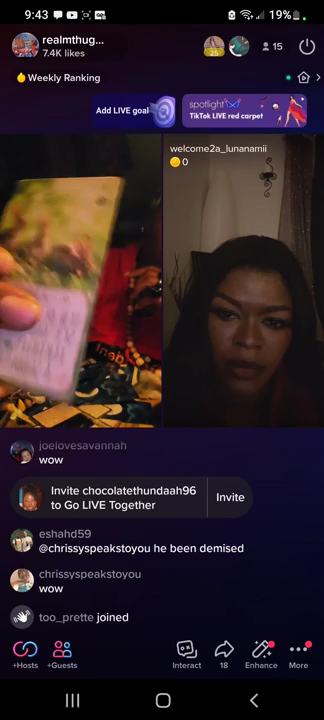 9:43
19%
realmthug...
7.4K likes
25
15
Weekly Ranking
Add LIVE goal
spotlight
TikTok LIVE red carpet
welcome2a_lunanamii
0
joelovesavannah
wow
Invite chocolatethundaah96
to Go LIVE Together
Invite
eshahd59
@chrissyspeakstoyou he been demised
chrissyspeakstoyou
wow
too_prette joined
+Hosts
+Guests
Interact
18
Enhance
More